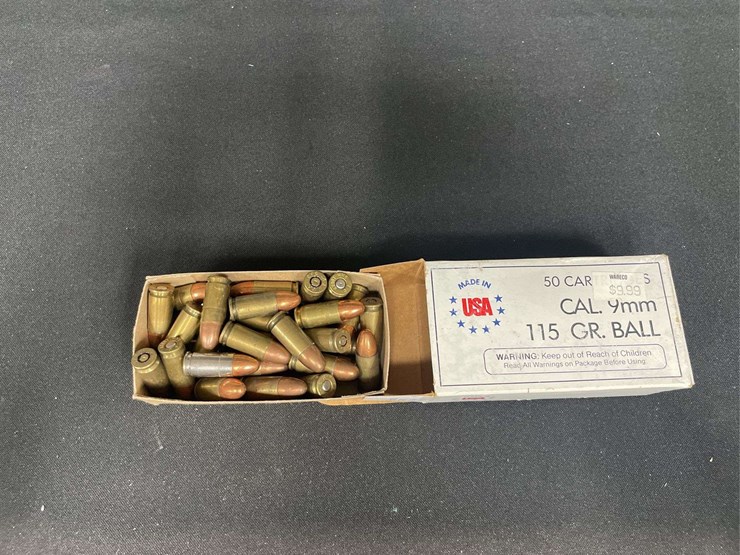 MADE IN
USA
50 CAR S
WARECO
$9.99
CAL. 9mm
115 GR. BALL
WARNING: Keep out of Reach of Children
Read All Warnings on Package Before Using.